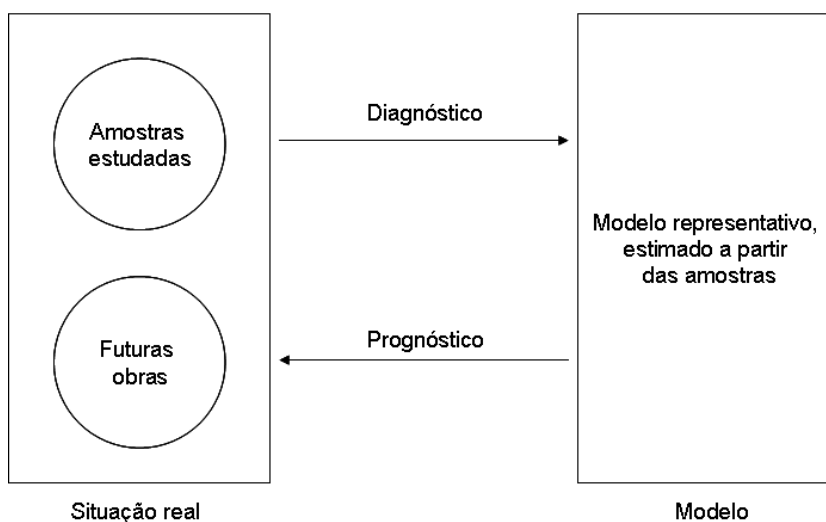 Amostras
estudadas
Diagnóstico
Modelo representativo,
estimado a partir
das amostras
Futuras
obras
Prognóstico
Situação real
Modelo